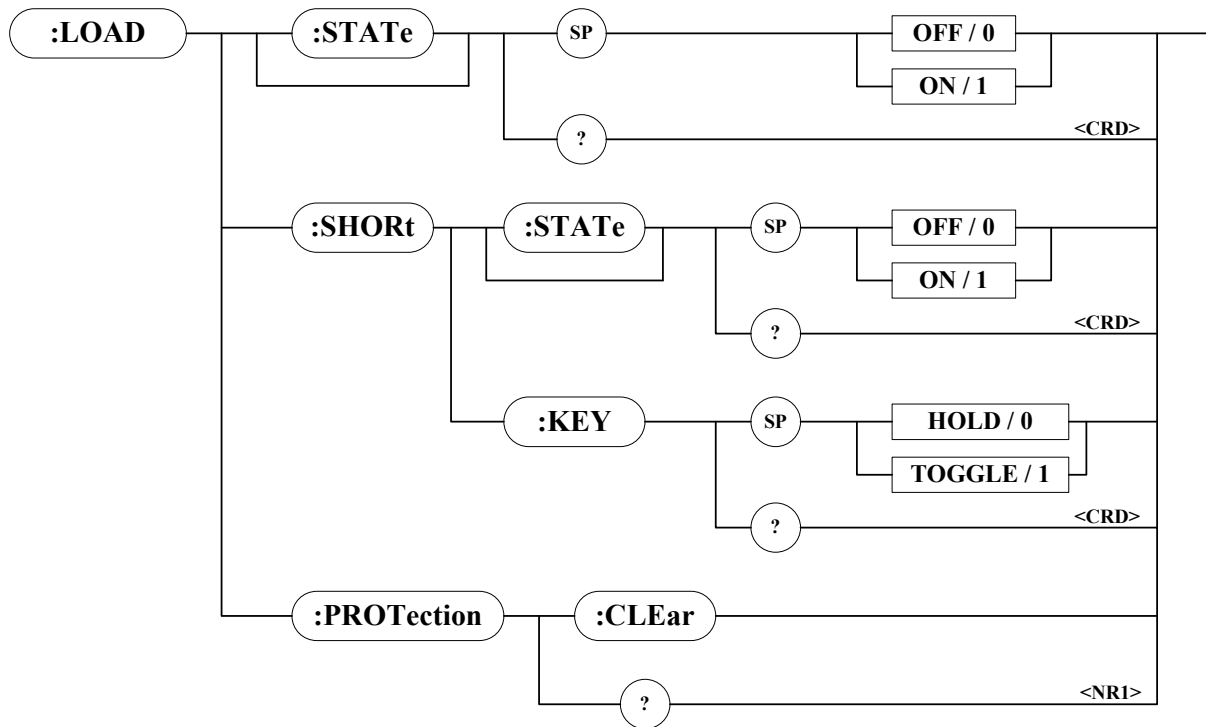 :LOAD :STATe SP OFF / 0
ON / 1
? <CRD>
:SHORt :STATe SP OFF / 0
ON / 1
? <CRD>
:KEY SP HOLD / 0
TOGGLE / 1
? <CRD>
:PROTection :CLEar
? <NR1>